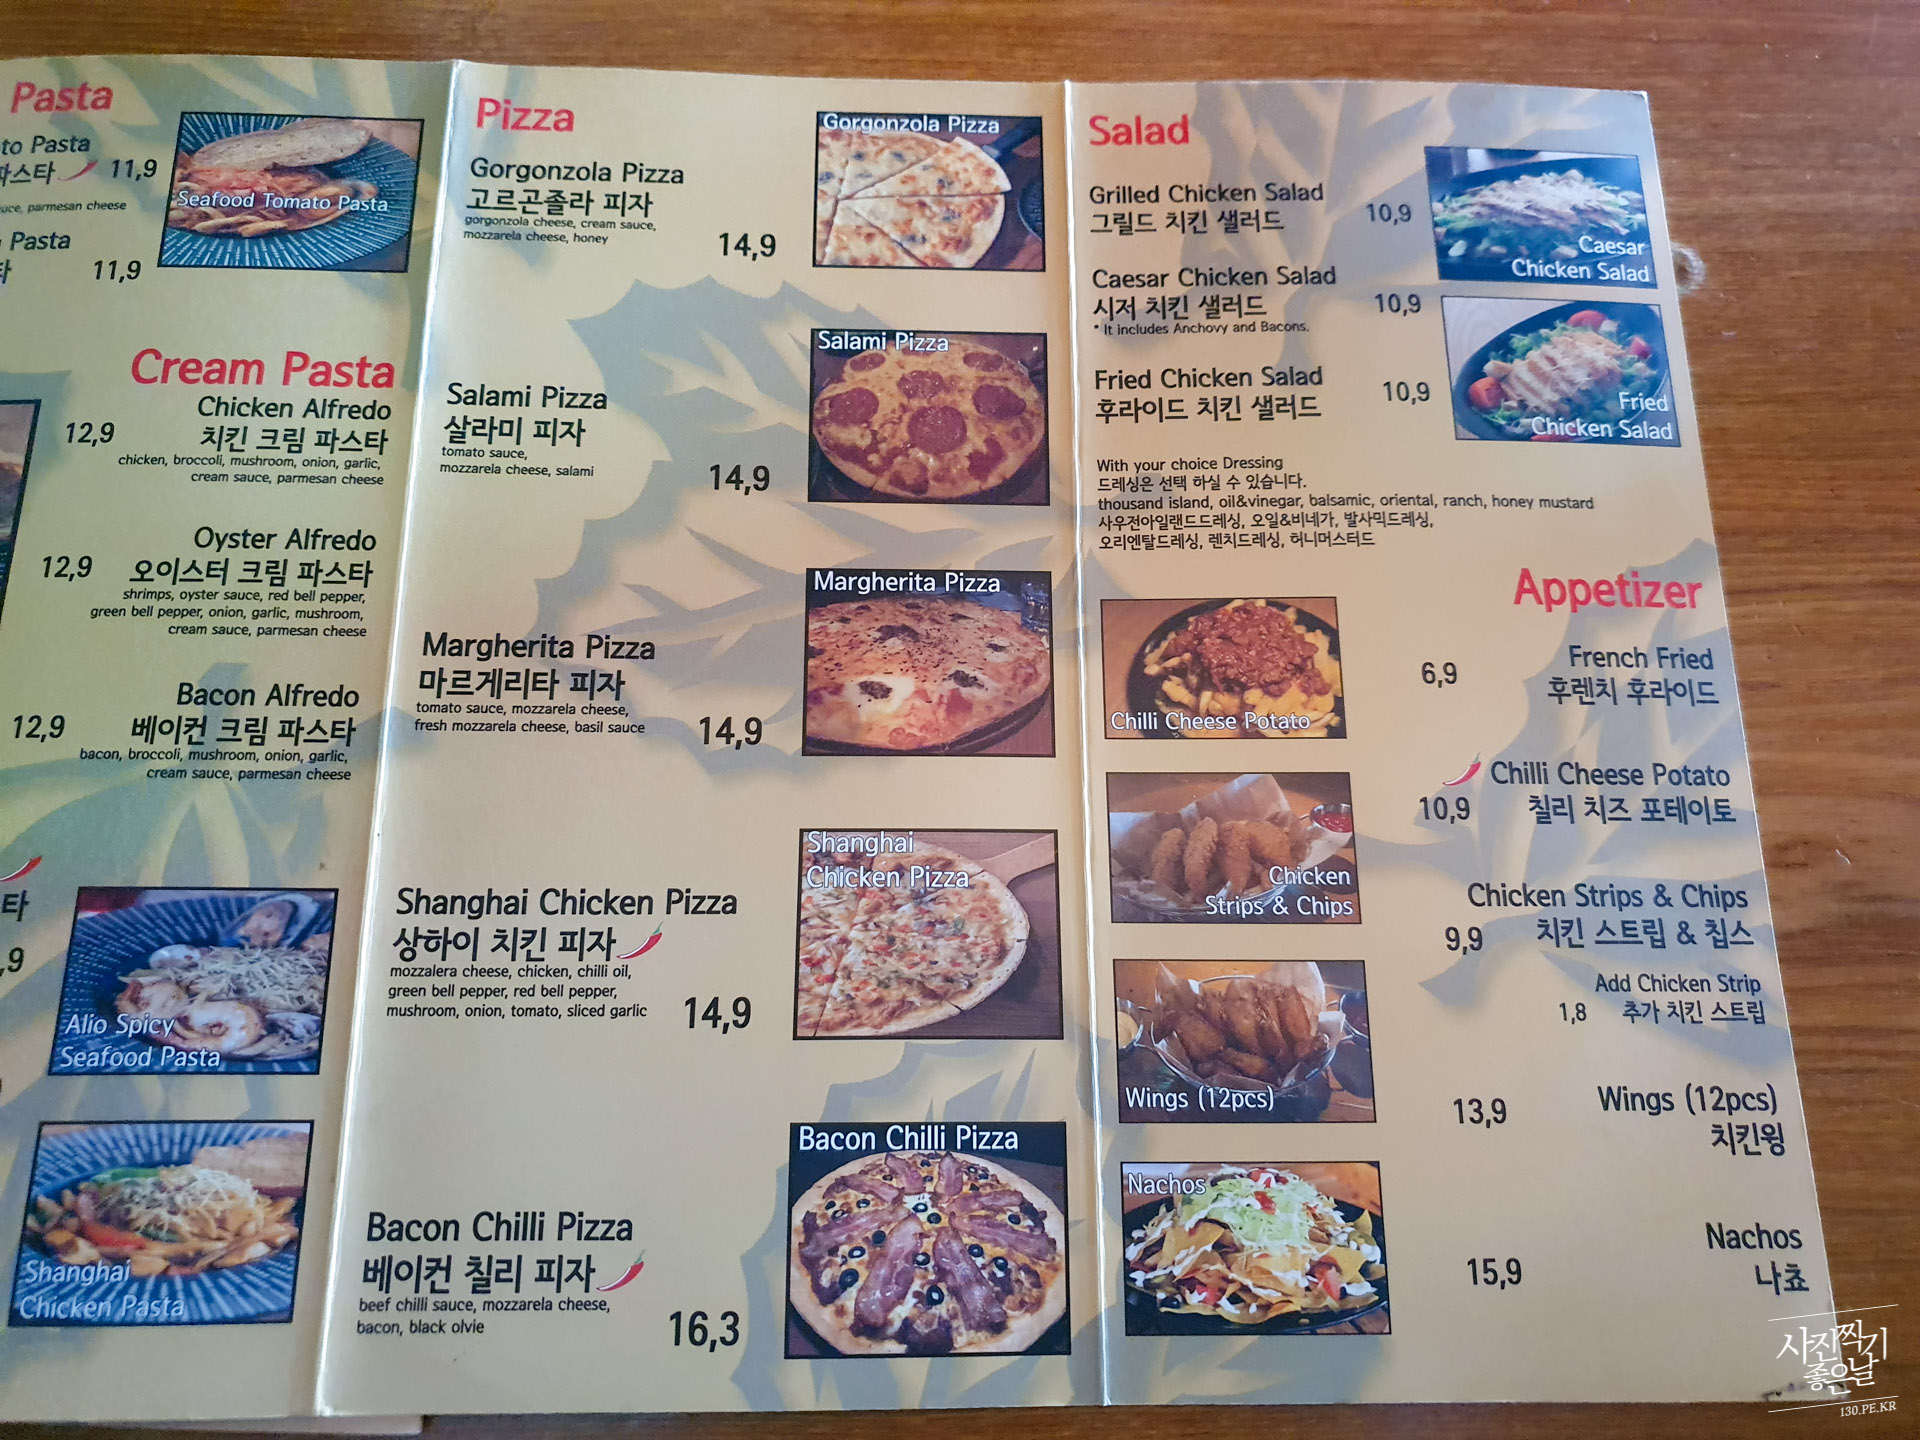 Pasta
to Pasta
파스타 11,9
uce, parmesan cheese
Pasta
타 11,9
Seafood Tomato Pasta
Cream Pasta
Chicken Alfredo
12,9 치킨 크림 파스타
chicken, broccoli, mushroom, onion, garlic,
cream sauce, parmesan cheese
Oyster Alfredo
12,9 오이스터 크림 파스타
shrimps, oyster sauce, red bell pepper,
green bell pepper, onion, garlic, mushroom,
cream sauce, parmesan cheese
Bacon Alfredo
12,9 베이컨 크림 파스타
bacon, broccoli, mushroom, onion, garlic,
cream sauce, parmesan cheese
타
,9
Alio Spicy
Seafood Pasta
Shanghai
Chicken Pasta
Pizza
Gorgonzola Pizza
고르곤졸라 피자
gorgonzola cheese, cream sauce,
mozzarela cheese, honey
14,9
Gorgonzola Pizza
Salami Pizza
살라미 피자
tomato sauce,
mozzarela cheese, salami
14,9
Salami Pizza
Margherita Pizza
마르게리타 피자
tomato sauce, mozzarela cheese,
fresh mozzarela cheese, basil sauce
14,9
Margherita Pizza
Shanghai Chicken Pizza
상하이 치킨 피자
mozzalera cheese, chicken, chilli oil,
green bell pepper, red bell pepper,
mushroom, onion, tomato, sliced garlic
14,9
Shanghai
Chicken Pizza
Bacon Chilli Pizza
베이컨 칠리 피자
beef chilli sauce, mozzarela cheese,
bacon, black olvie
16,3
Bacon Chilli Pizza
Salad
Grilled Chicken Salad
그릴드 치킨 샐러드
10,9
Caesar Chicken Salad
시저 치킨 샐러드
10,9
* It includes Anchovy and Bacons.
Fried Chicken Salad
후라이드 치킨 샐러드
10,9
Caesar
Chicken Salad
Fried
Chicken Salad
With your choice Dressing
드레싱은 선택 하실 수 있습니다.
thousand island, oil&vinegar, balsamic, oriental, ranch, honey mustard
사우전아일랜드드레싱, 오일&비네가, 발사믹드레싱,
오리엔탈드레싱, 렌치드레싱, 허니머스터드
Appetizer
French Fried
6,9 후렌치 후라이드
Chilli Cheese Potato
10,9 칠리 치즈 포테이토
Chicken Strips & Chips
9,9 치킨 스트립 & 칩스
Add Chicken Strip
1,8 추가 치킨 스트립
Wings (12pcs)
13,9 치킨윙
Nachos
15,9 나쵸
Chilli Cheese Potato
Chicken
Strips & Chips
Wings (12pcs)
Nachos
사진찍기
좋은날
130.PE.KR